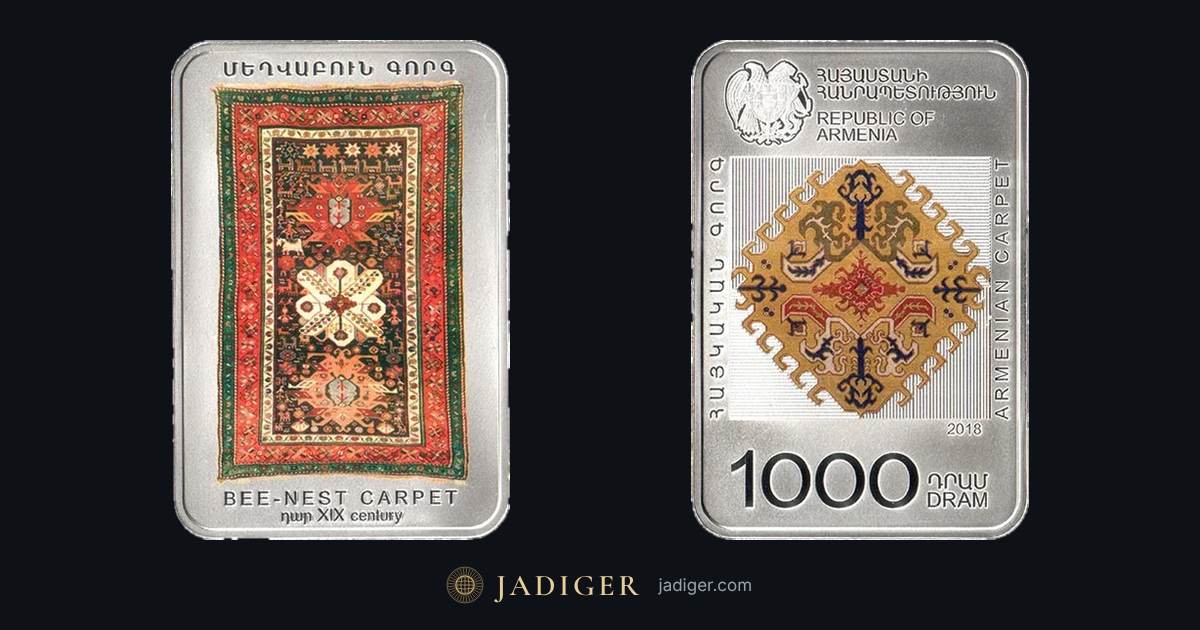 ՄԵՂՎԱԲՈՒՆ ԳՈՐԳ
BEE-NEST CARPET
դար XIX century
ՀԱՅԱՍՏԱՆԻ
ՀԱՆՐԱՊԵՏՈՒԹՅՈՒՆ
REPUBLIC OF
ARMENIA
ՀԱՅԿԱԿԱՆ ԳՈՐԳ
ARMENIAN CARPET
2018
1000 ԴՐԱՄ
DRAM
JADIGER jadiger.com